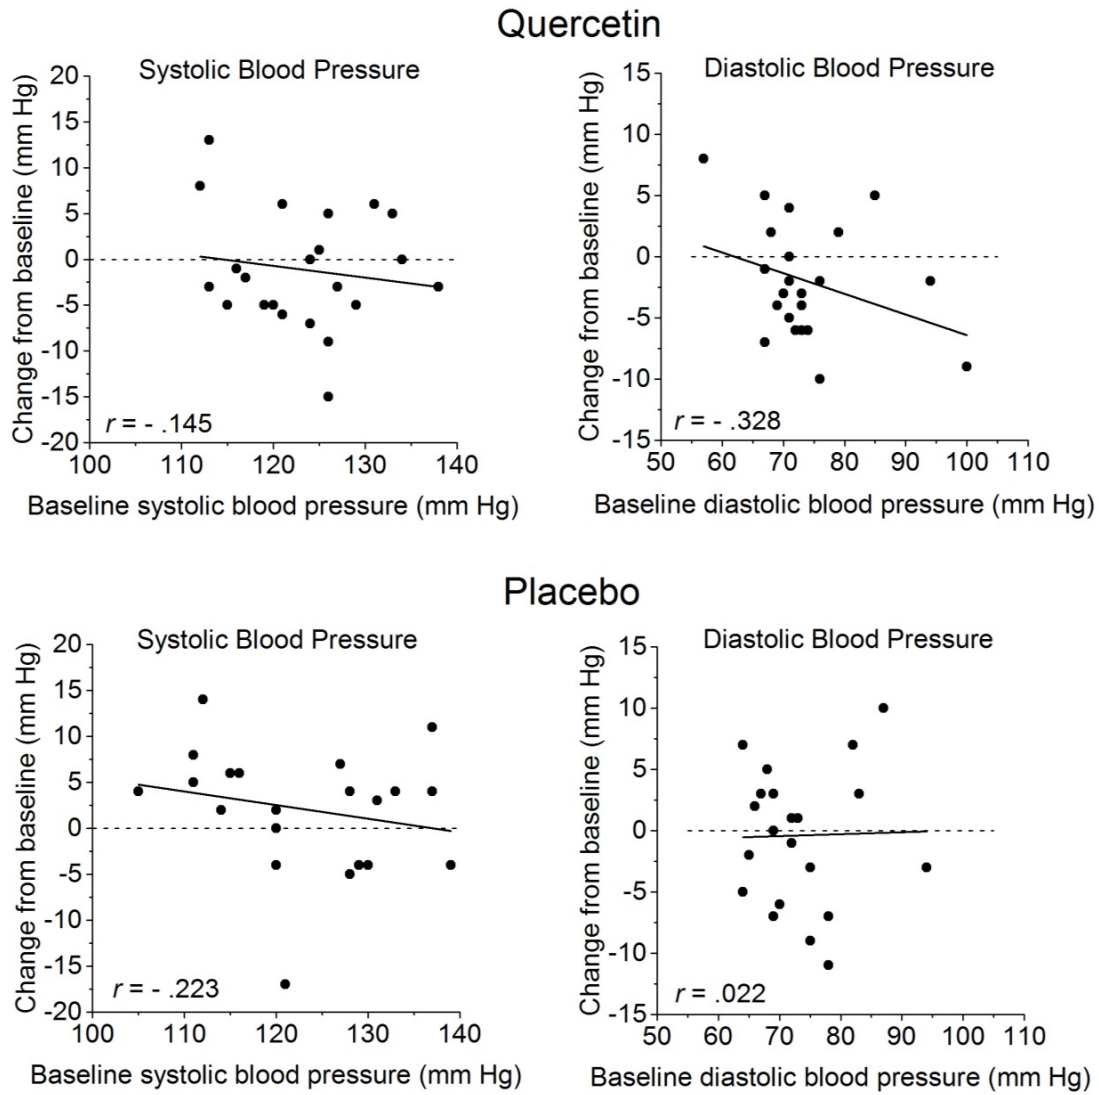 Quercetin
Systolic Blood Pressure
Change from baseline (mm Hg)
20
15
10
5
0
-5
-10
-15
-20
r = - .145
100 110 120 130 140
Baseline systolic blood pressure (mm Hg)
Diastolic Blood Pressure
Change from baseline (mm Hg)
15
10
5
0
-5
-10
-15
r = - .328
50 60 70 80 90 100 110
Baseline diastolic blood pressure (mm Hg)
Placebo
Systolic Blood Pressure
Change from baseline (mm Hg)
20
15
10
5
0
-5
-10
-15
-20
r = - .223
100 110 120 130 140
Baseline systolic blood pressure (mm Hg)
Diastolic Blood Pressure
Change from baseline (mm Hg)
15
10
5
0
-5
-10
-15
r = .022
50 60 70 80 90 100 110
Baseline diastolic blood pressure (mm Hg)